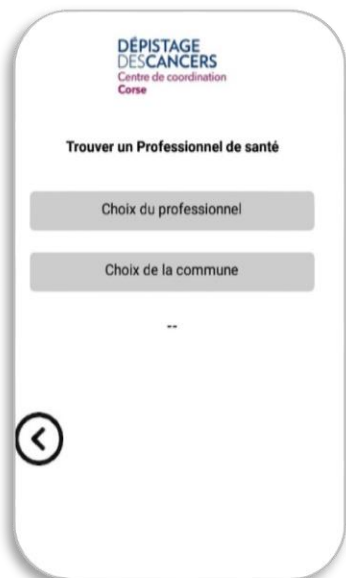 DÉPISTAGE
DESCANCERS
Centre de coordination
Corse
Trouver un Professionnel de santé
Choix du professionnel
Choix de la commune
--